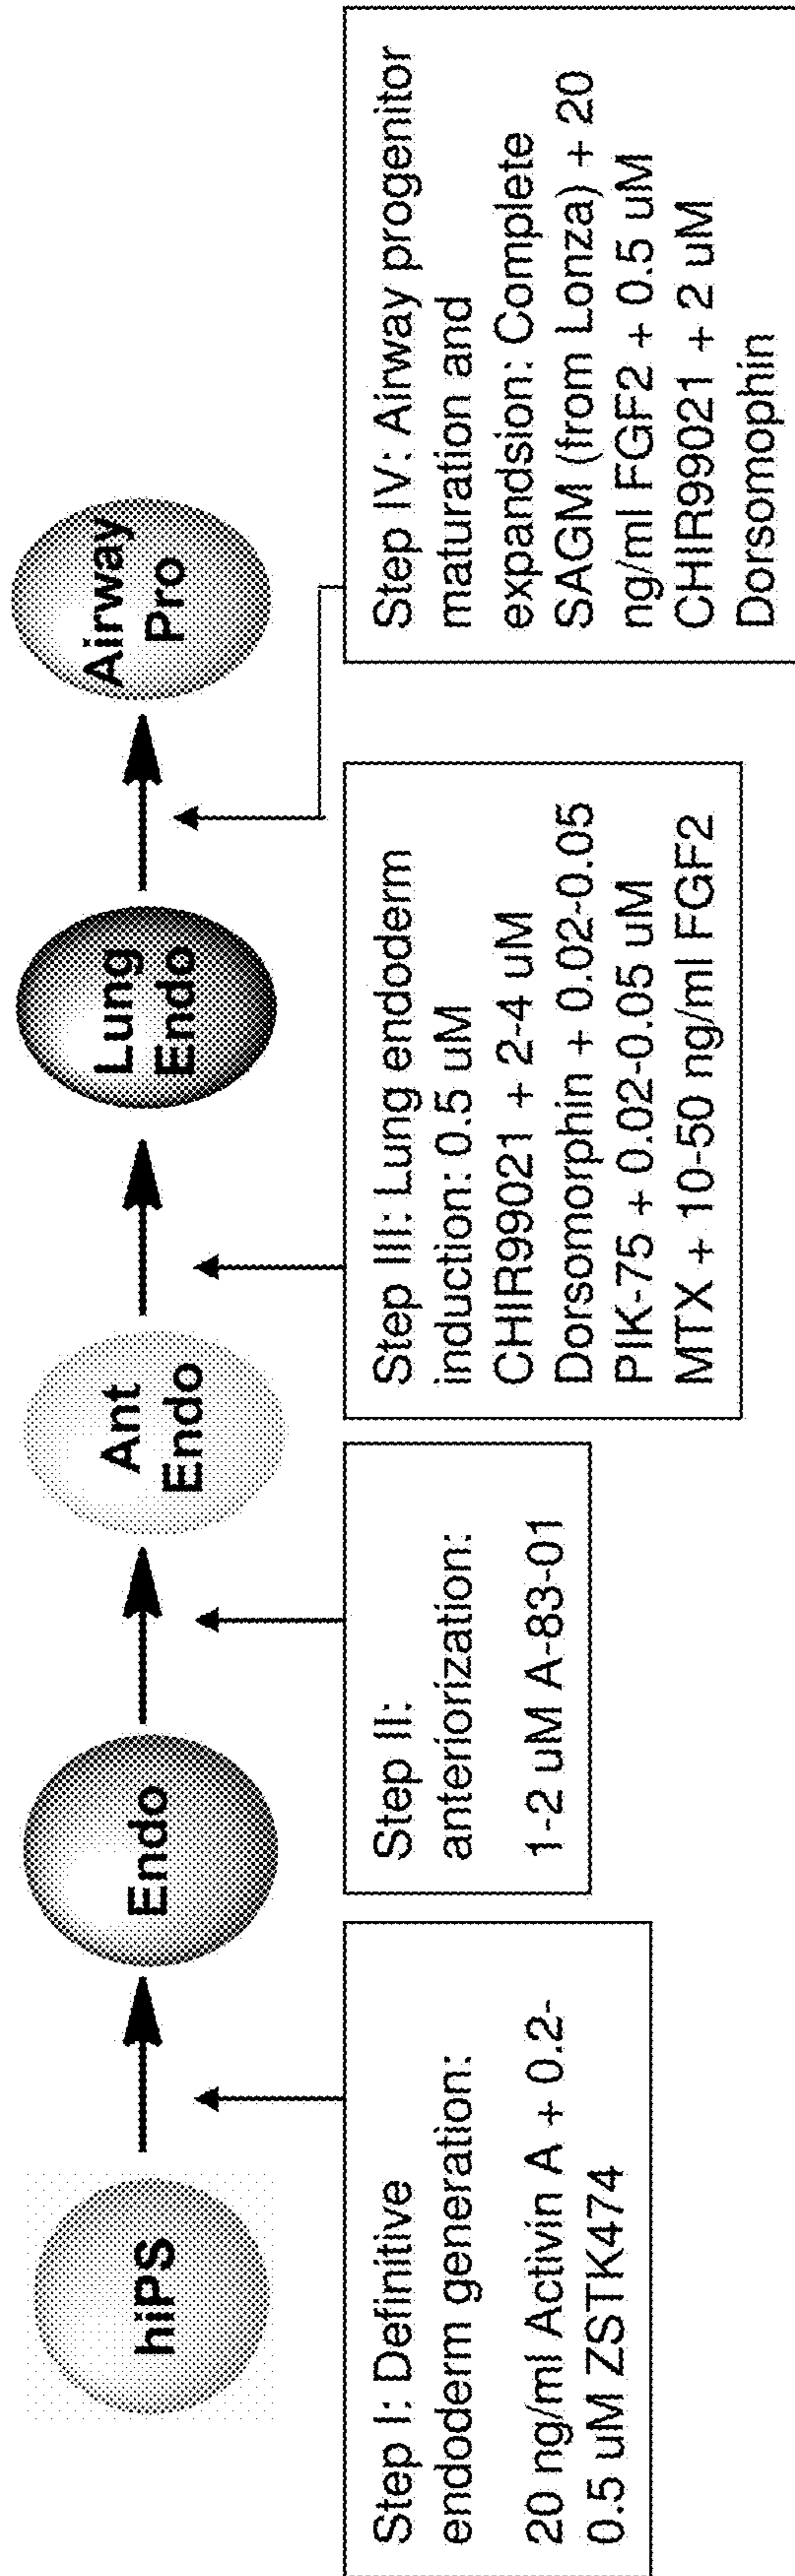 hiPS
Endo
Ant
Endo
Lung
Endo
Airway
Pro
Step I: Definitive
endoderm generation:
20 ng/ml Activin A + 0.2-
0.5 uM ZSTK474
Step II:
anteriorization:
1-2 uM A-83-01
Step III: Lung endoderm
induction: 0.5 uM
CHIR99021 + 2-4 uM
Dorsomorphin + 0.02-0.05
PIK-75 + 0.02-0.05 uM
MTX + 10-50 ng/ml FGF2
Step IV: Airway progenitor
maturation and
expandsion: Complete
SAGM (from Lonza) + 20
ng/ml FGF2 + 0.5 uM
CHIR99021 + 2 uM
Dorsomophin